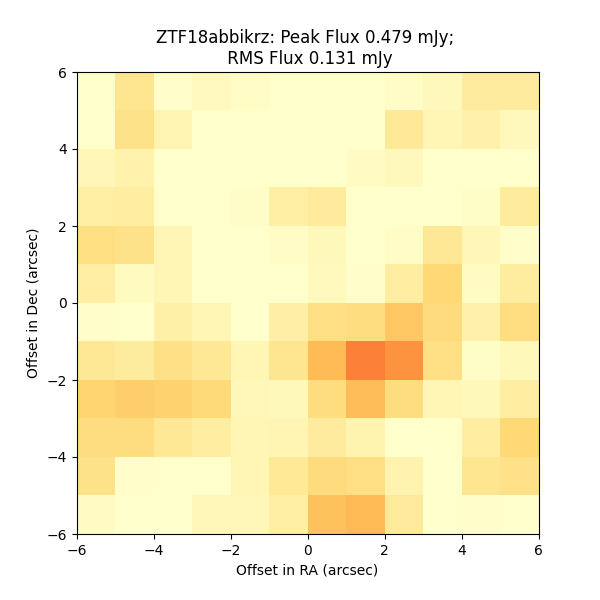 ZTF18abbikrz: Peak Flux 0.479 mJy;
RMS Flux 0.131 mJy
6
4
2
0
−2
−4
−6
Offset in Dec (arcsec)
−6 −4 −2 0 2 4 6
Offset in RA (arcsec)